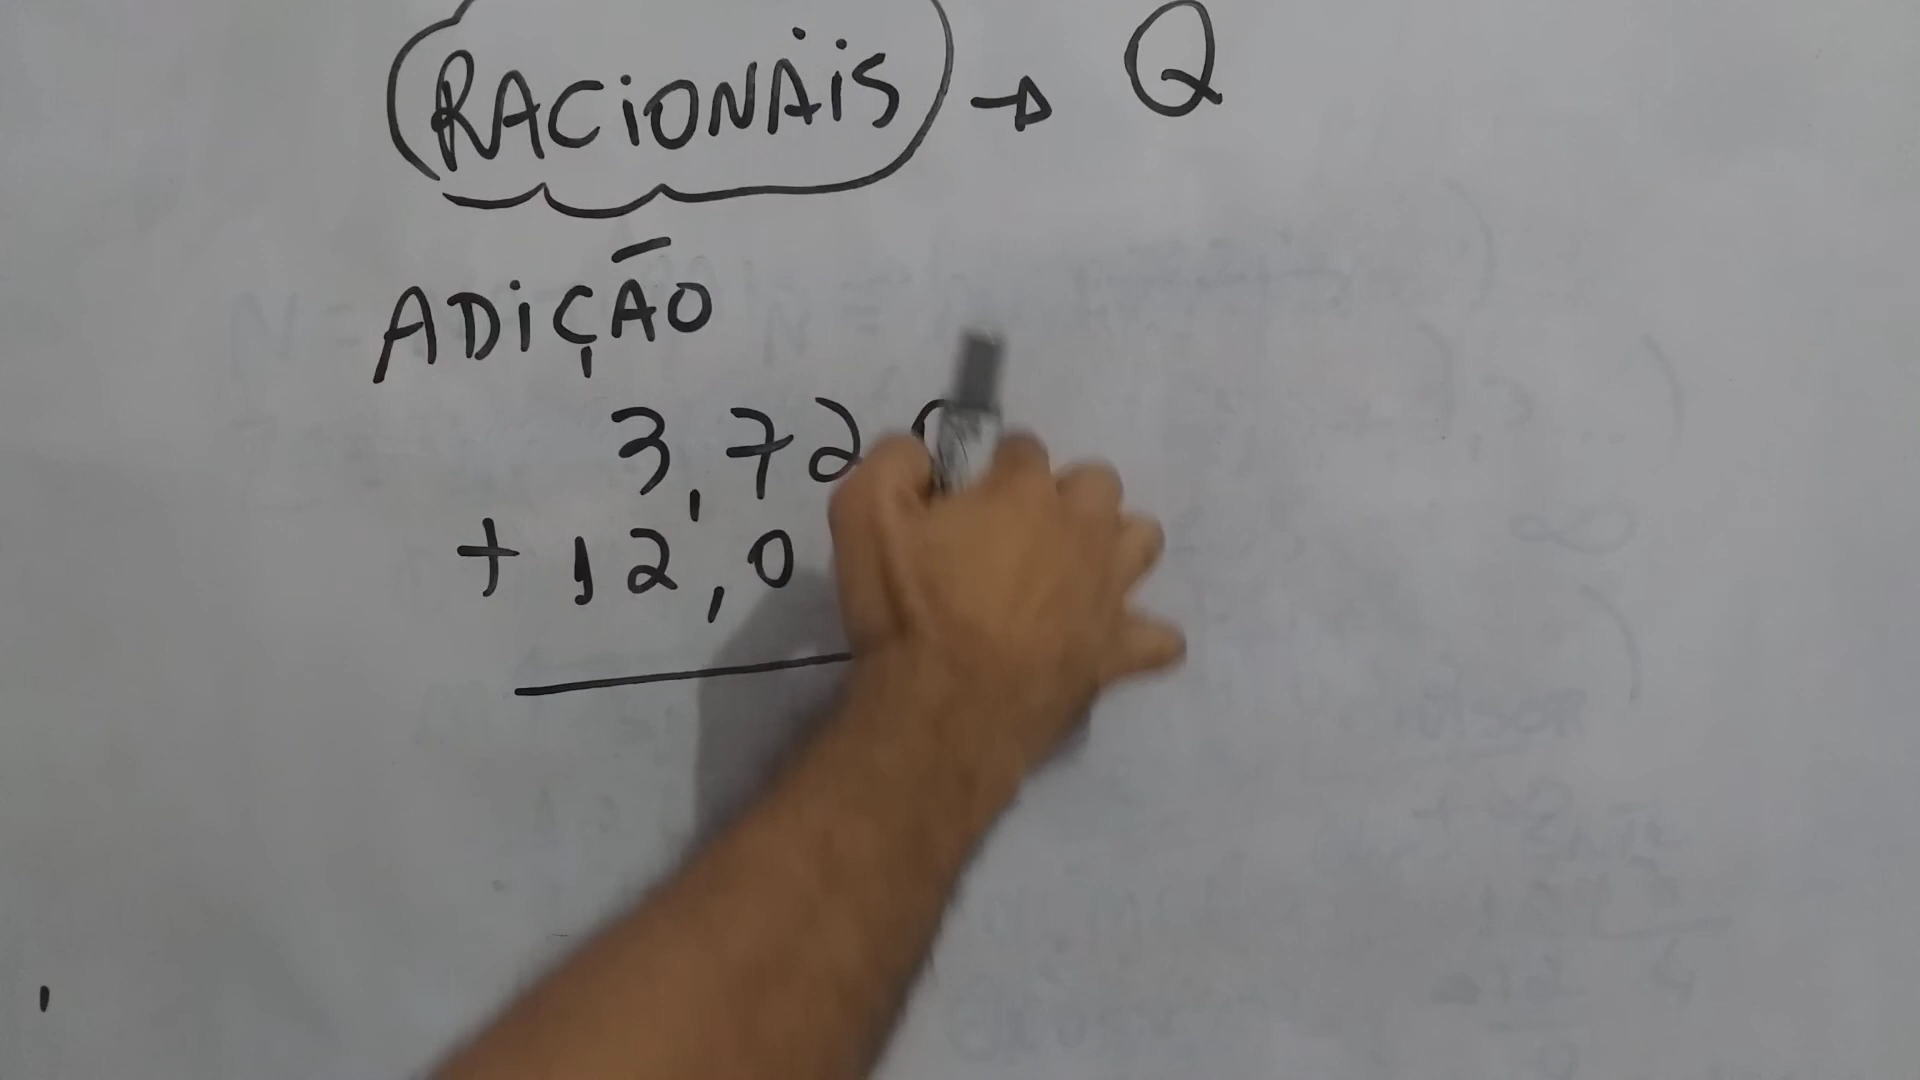 RACIONAIS → Q
ADIÇÃO
3,72
+ 12,0